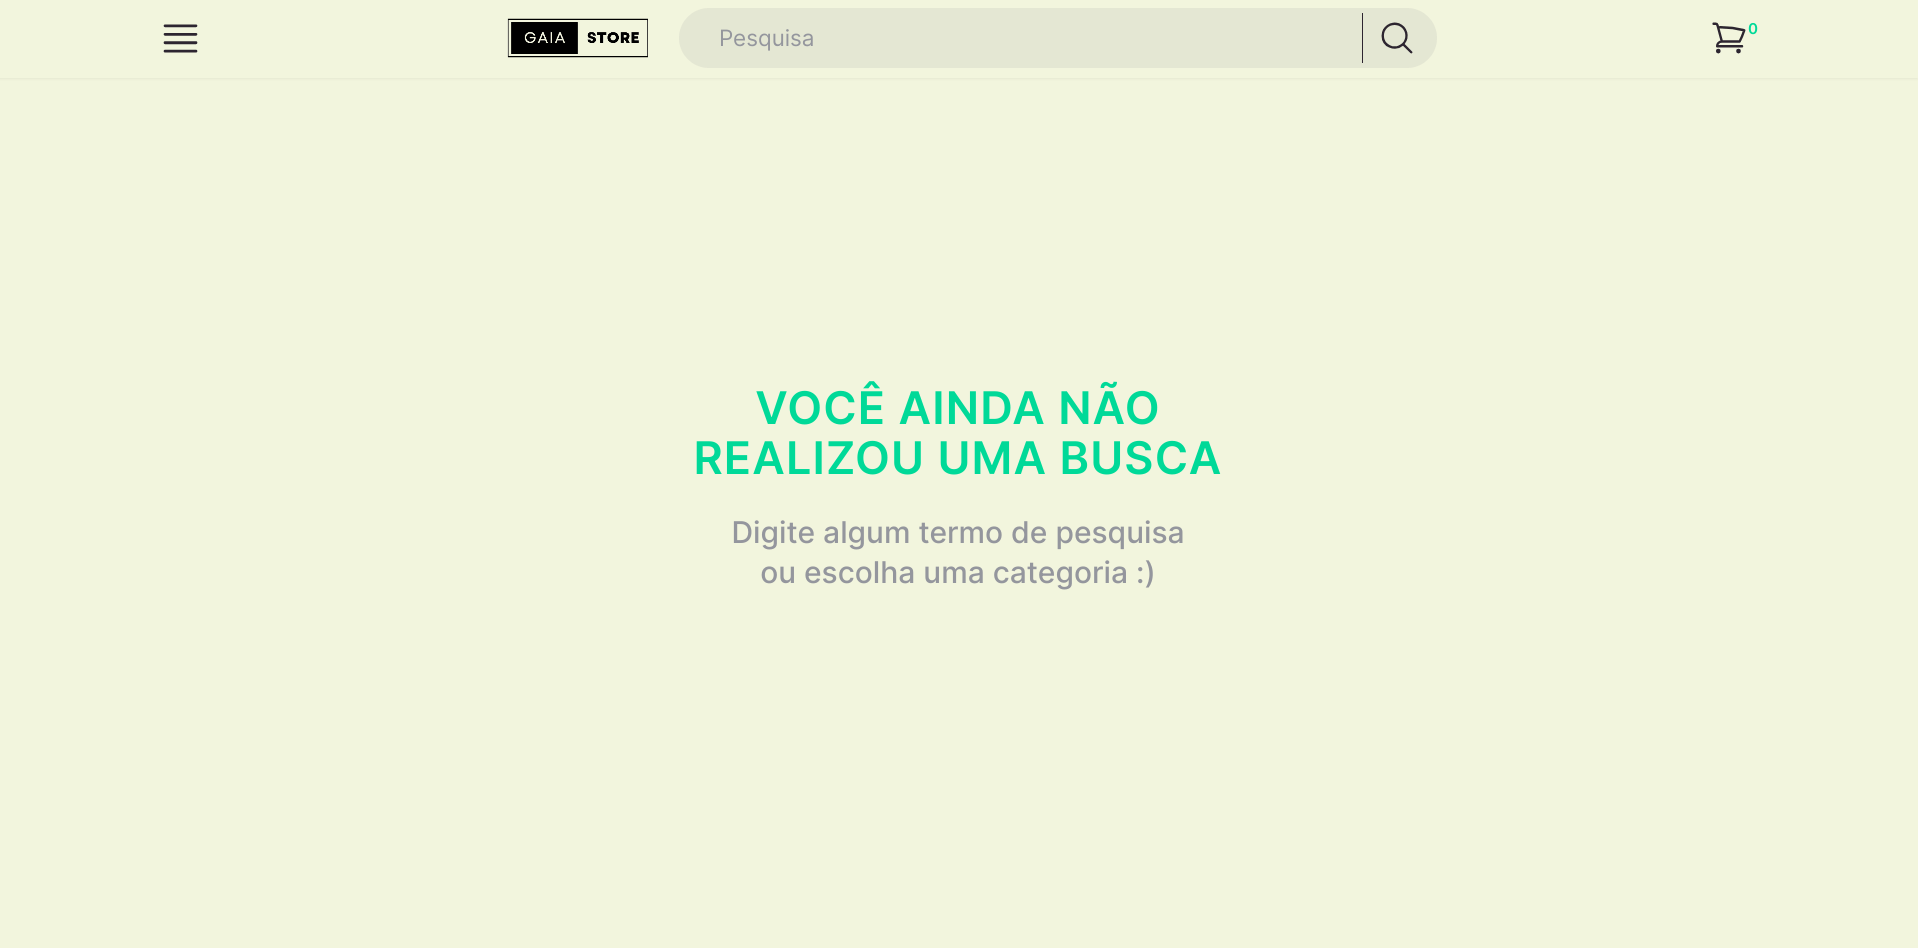 GAIA STORE
Pesquisa
0
VOCÊ AINDA NÃO
REALIZOU UMA BUSCA
Digite algum termo de pesquisa
ou escolha uma categoria :)